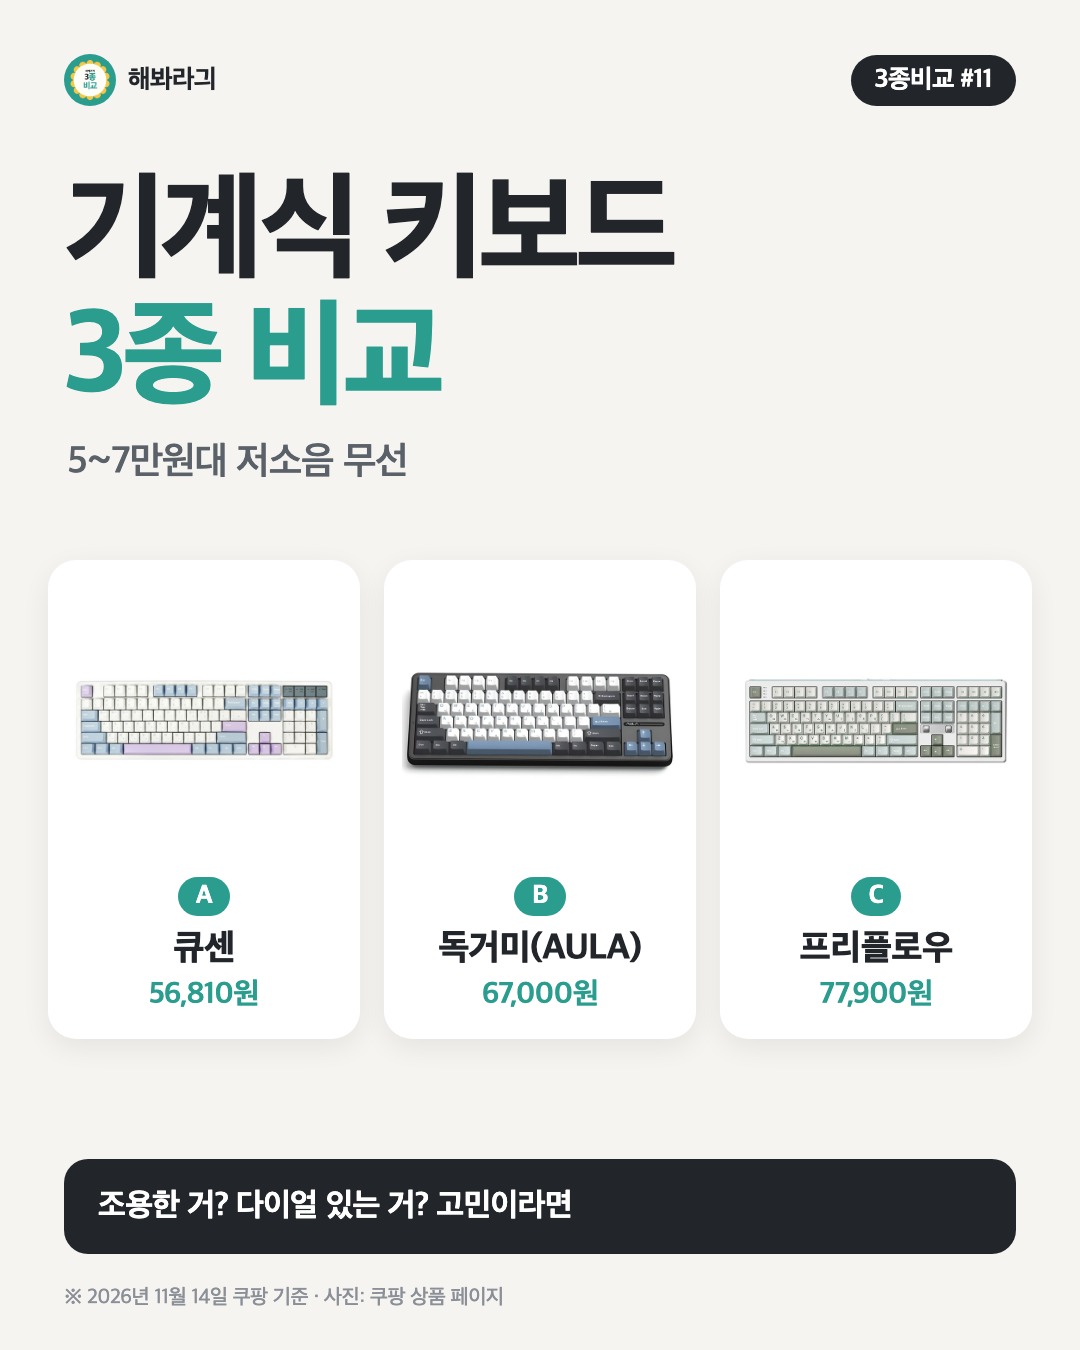 3종
비교
해봐라긔
3종비교 #11
기계식 키보드
3종 비교
5~7만원대 저소음 무선
A
큐센
56,810원
B
독거미(AULA)
67,000원
C
프리플로우
77,900원
조용한 거? 다이얼 있는 거? 고민이라면
※ 2026년 11월 14일 쿠팡 기준 · 사진: 쿠팡 상품 페이지